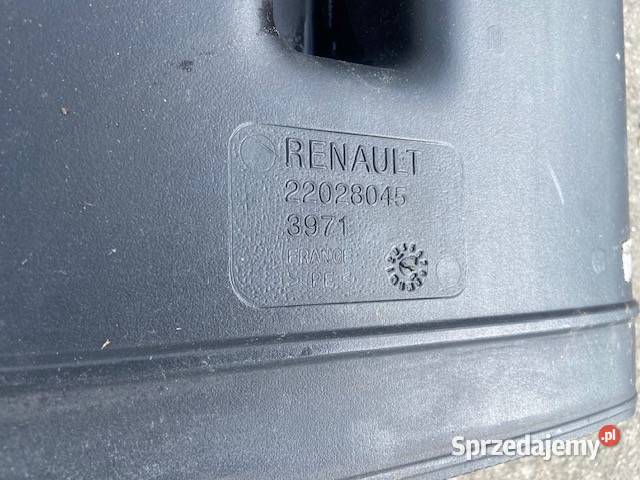 RENAULT
22028045
3971
FRANCE
PE
Sprzedajemy.pl